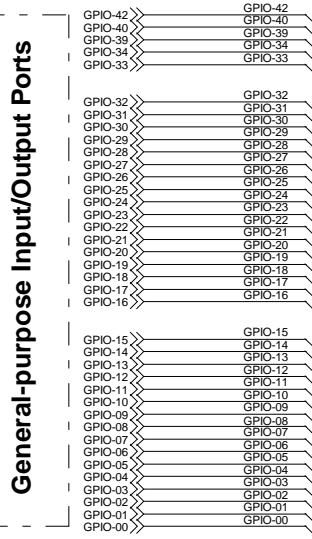 General-purpose Input/Output Ports
GPIO-42 GPIO-42
GPIO-40 GPIO-40
GPIO-39 GPIO-39
GPIO-34 GPIO-34
GPIO-33 GPIO-33
GPIO-32 GPIO-32
GPIO-31 GPIO-31
GPIO-30 GPIO-30
GPIO-29 GPIO-29
GPIO-28 GPIO-28
GPIO-27 GPIO-27
GPIO-26 GPIO-26
GPIO-25 GPIO-25
GPIO-24 GPIO-24
GPIO-23 GPIO-23
GPIO-22 GPIO-22
GPIO-21 GPIO-21
GPIO-20 GPIO-20
GPIO-19 GPIO-19
GPIO-18 GPIO-18
GPIO-17 GPIO-17
GPIO-16 GPIO-16
GPIO-15 GPIO-15
GPIO-14 GPIO-14
GPIO-13 GPIO-13
GPIO-12 GPIO-12
GPIO-11 GPIO-11
GPIO-10 GPIO-10
GPIO-09 GPIO-09
GPIO-08 GPIO-08
GPIO-07 GPIO-07
GPIO-06 GPIO-06
GPIO-05 GPIO-05
GPIO-04 GPIO-04
GPIO-03 GPIO-03
GPIO-02 GPIO-02
GPIO-01 GPIO-01
GPIO-00 GPIO-00